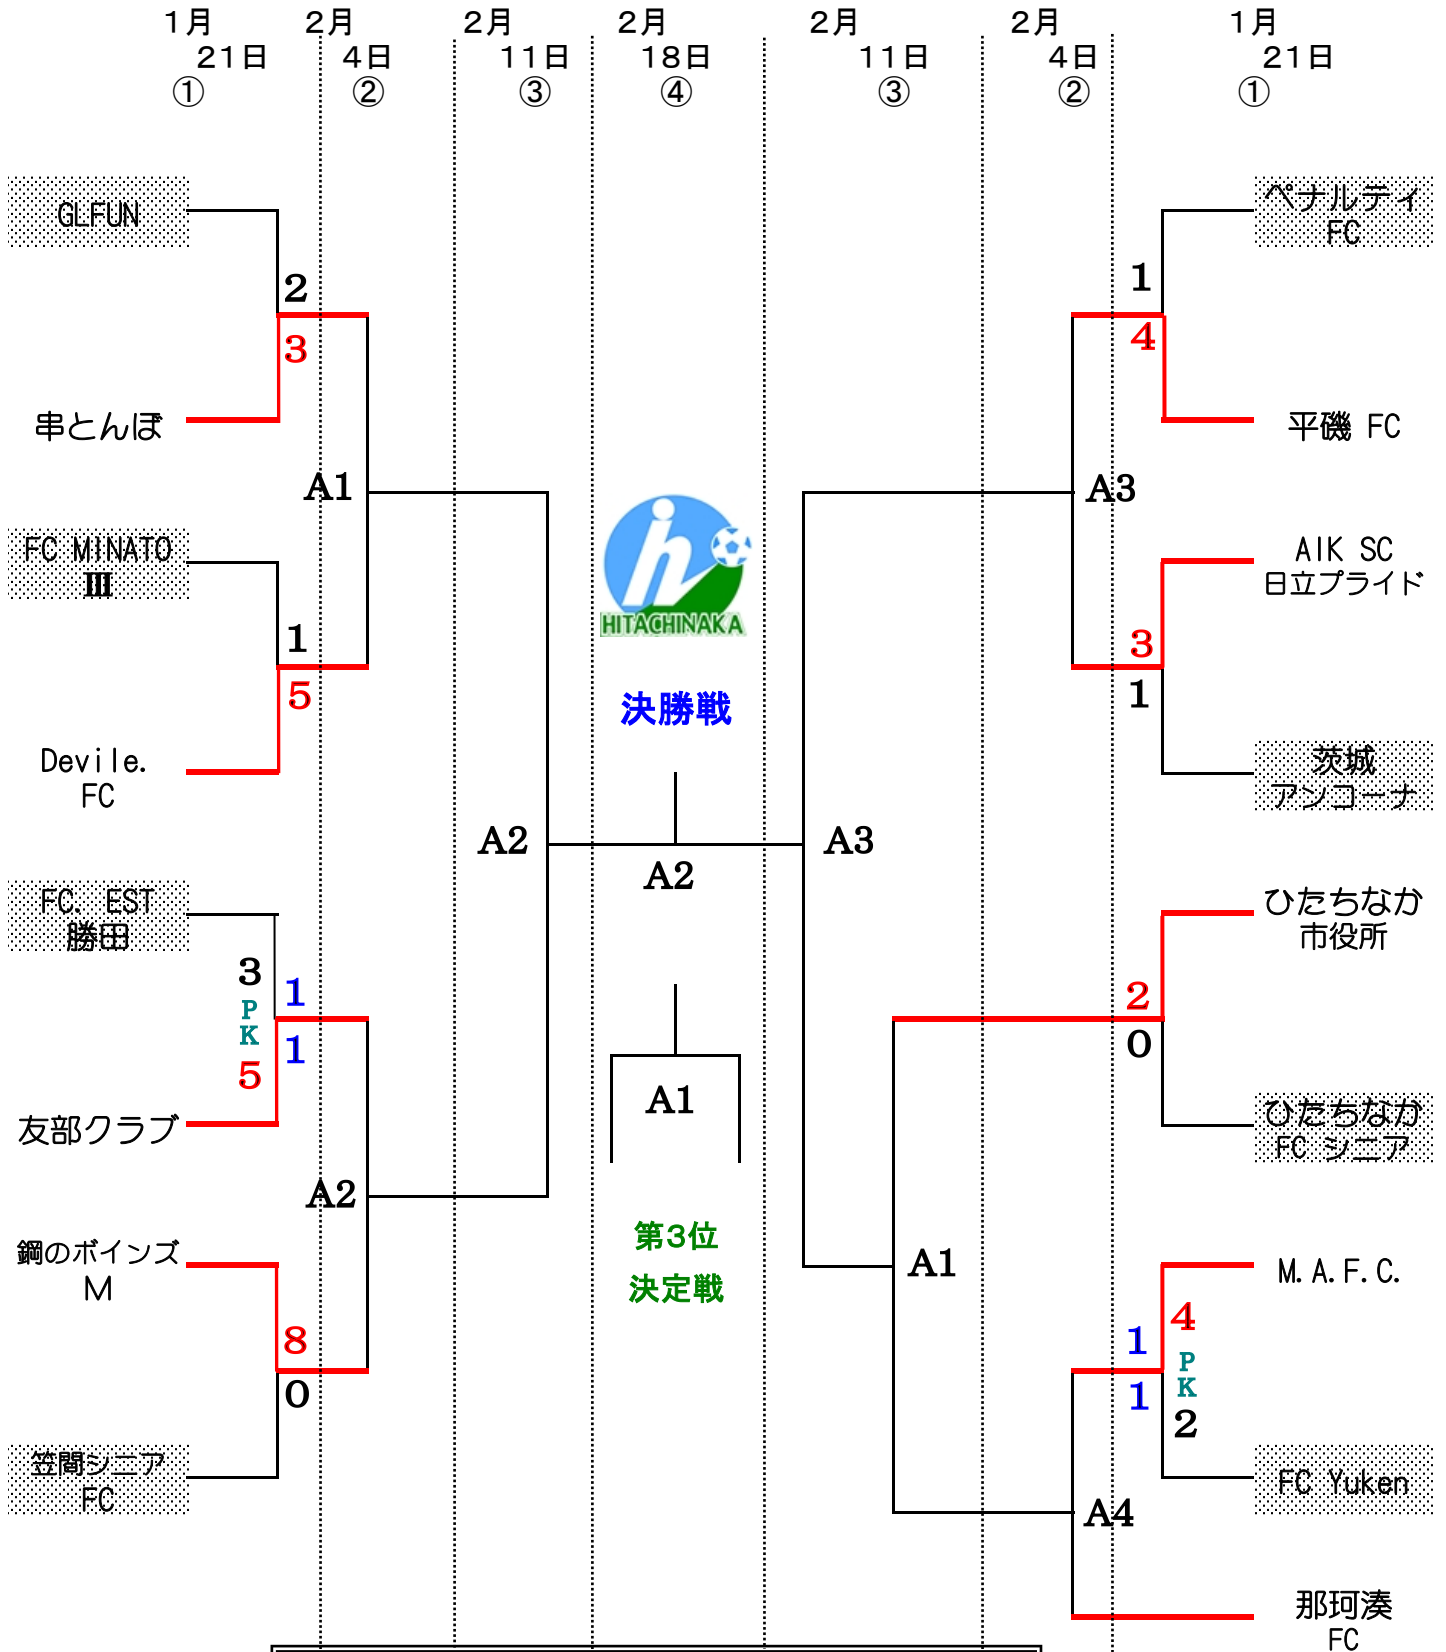 1月 2月 2月 2月 2月 2月 1月
21日 4日 11日 18日 11日 4日 21日
① ② ③ ④ ③ ② ①
GLFUN
2
3
串とんぼ
A1
FC MINATO
Ⅲ
1
5
Devile.
FC
A2
FC. EST
勝田
3
PK
5
1
1
友部クラブ
A2
鋼のボインズ
M
8
0
笠間シニア
FC
HITACHINAKA
決勝戦
A2
A1
第3位
決定戦
ペナルティ
FC
1
4
平磯 FC
A3
AIK SC
日立プライド
3
1
茨城
アンコーナ
A3
ひたちなか
市役所
2
0
ひたちなか
FC シニア
A1
M.A.F.C.
1
1
4
PK
2
FC Yuken
A4
那珂湊
FC